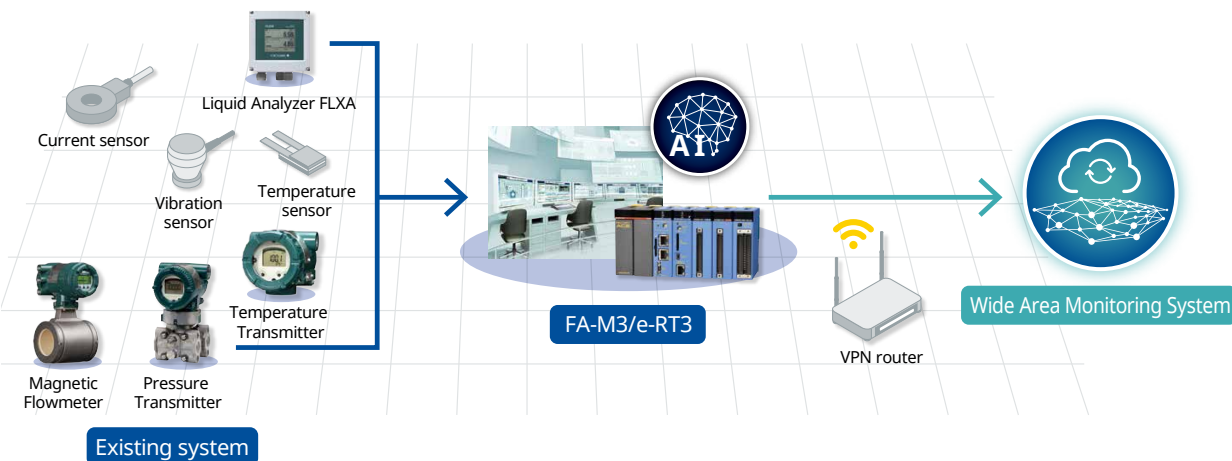 Liquid Analyzer FLXA
Current sensor
Vibration
sensor
Temperature
sensor
Temperature
Transmitter
Magnetic
Flowmeter
Pressure
Transmitter
Existing system
AI
FA-M3/e-RT3
VPN router
Wide Area Monitoring System